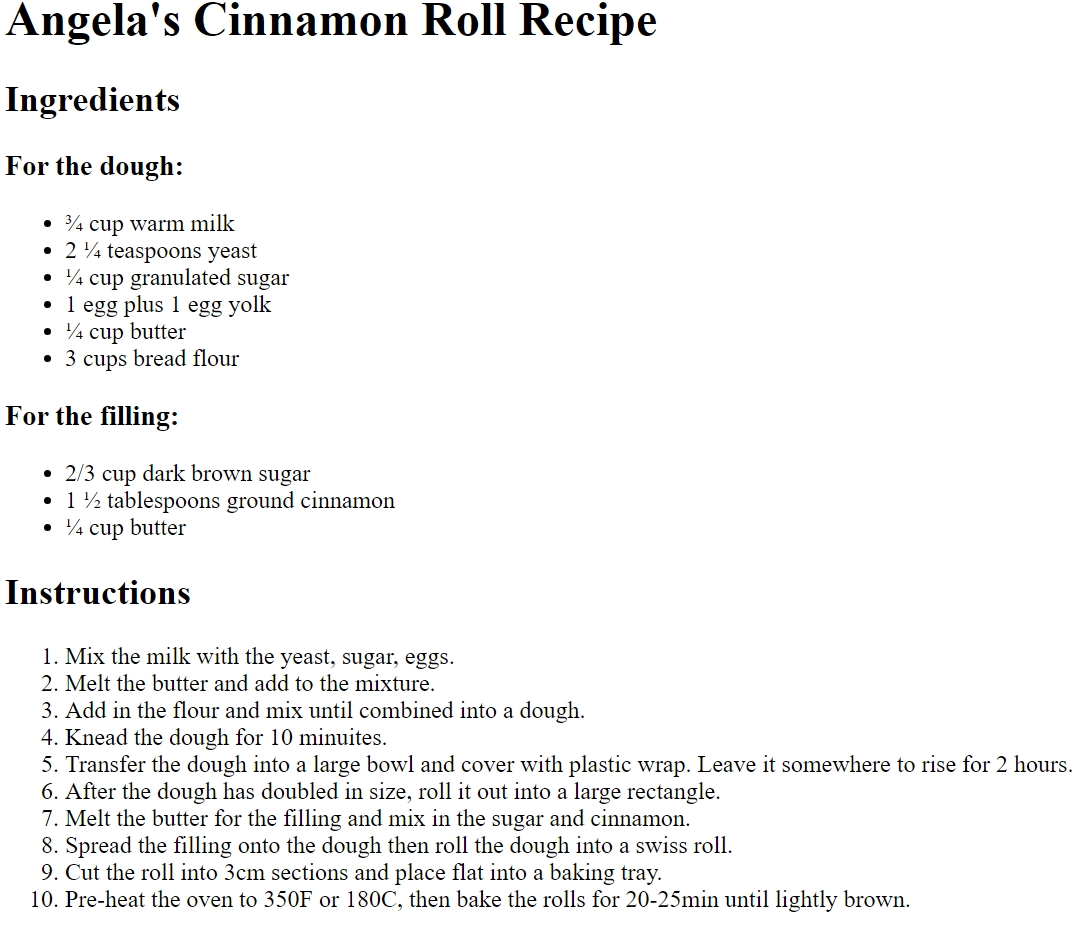 Angela's Cinnamon Roll Recipe
Ingredients
For the dough:
• ¾ cup warm milk
• 2 ¼ teaspoons yeast
• ¼ cup granulated sugar
• 1 egg plus 1 egg yolk
• ¼ cup butter
• 3 cups bread flour
For the filling:
• 2/3 cup dark brown sugar
• 1 ½ tablespoons ground cinnamon
• ¼ cup butter
Instructions
1. Mix the milk with the yeast, sugar, eggs.
2. Melt the butter and add to the mixture.
3. Add in the flour and mix until combined into a dough.
4. Knead the dough for 10 minuites.
5. Transfer the dough into a large bowl and cover with plastic wrap. Leave it somewhere to rise for 2 hours.
6. After the dough has doubled in size, roll it out into a large rectangle.
7. Melt the butter for the filling and mix in the sugar and cinnamon.
8. Spread the filling onto the dough then roll the dough into a swiss roll.
9. Cut the roll into 3cm sections and place flat into a baking tray.
10. Pre-heat the oven to 350F or 180C, then bake the rolls for 20-25min until lightly brown.